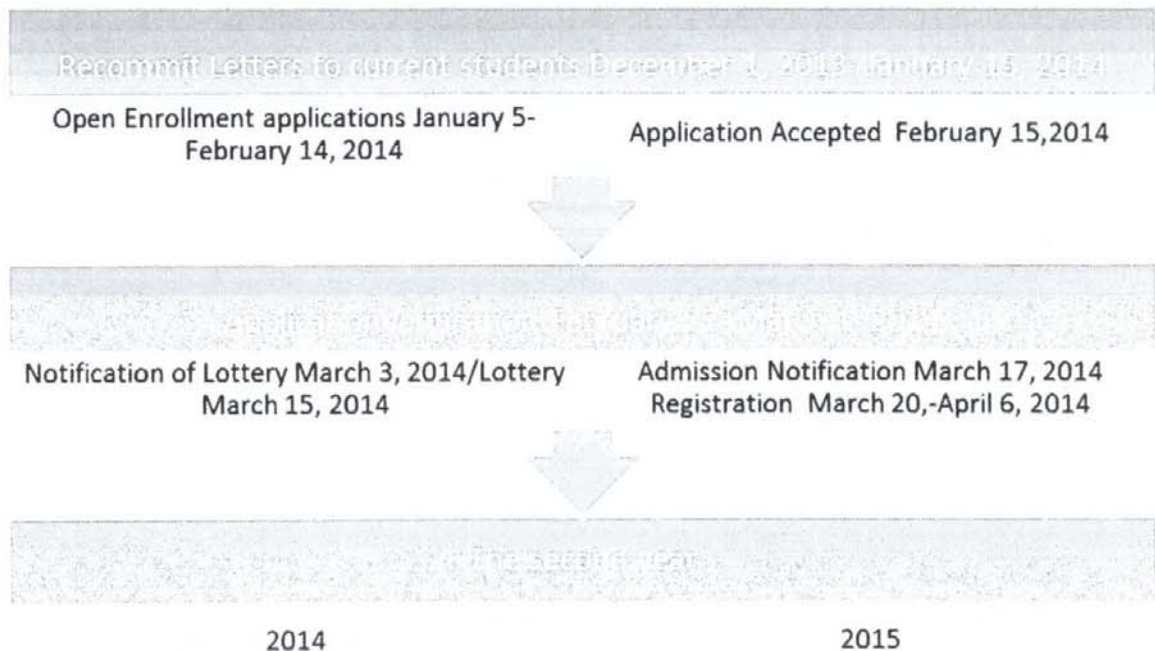 Recommit Letters to current students December 1, 2013-January 15, 2014
Open Enrollment applications January 5-
February 14, 2014
Application Accepted February 15,2014
Notification of Lottery March 3, 2014/Lottery
March 15, 2014
Admission Notification March 17, 2014
Registration March 20,-April 6, 2014
2014
2015